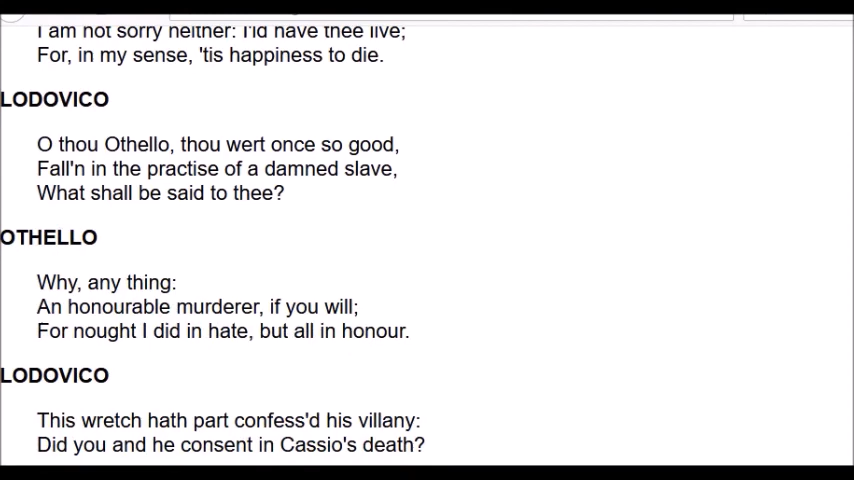 I am not sorry neither: I'ld have thee live;
For, in my sense, 'tis happiness to die.
LODOVICO
O thou Othello, thou wert once so good,
Fall'n in the practise of a damned slave,
What shall be said to thee?
OTHELLO
Why, any thing:
An honourable murderer, if you will;
For nought I did in hate, but all in honour.
LODOVICO
This wretch hath part confess'd his villany:
Did you and he consent in Cassio's death?